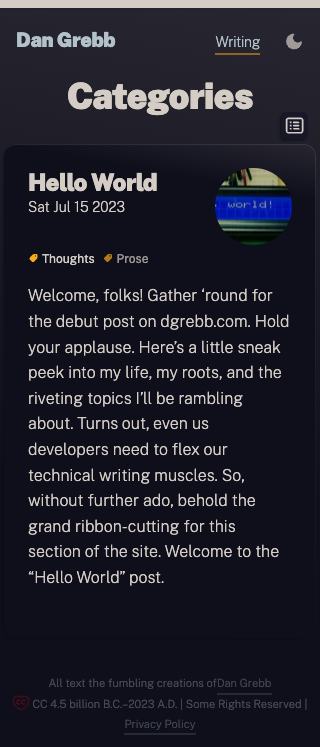 Dan Grebb
Writing
Categories
Hello World
Sat Jul 15 2023
world!
Thoughts Prose
Welcome, folks! Gather ‘round for
the debut post on dgrebb.com. Hold
your applause. Here’s a little sneak
peek into my life, my roots, and the
riveting topics I’ll be rambling
about. Turns out, even us
developers need to flex our
technical writing muscles. So,
without further ado, behold the
grand ribbon-cutting for this
section of the site. Welcome to the
“Hello World” post.
All text the fumbling creations ofDan Grebb
CC 4.5 billion B.C.–2023 A.D. | Some Rights Reserved |
Privacy Policy